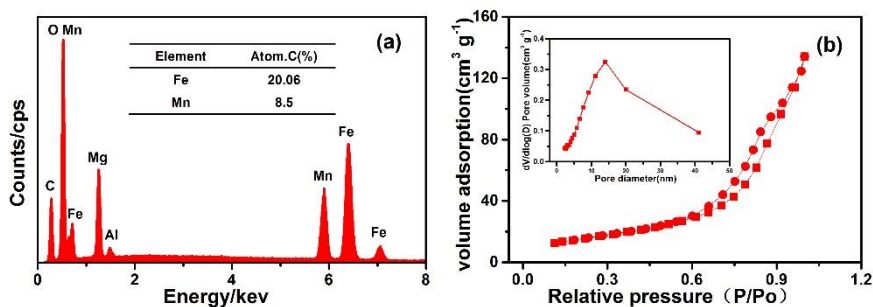 (a)
Counts/cps
O Mn
C
Fe
Mg
Al
Mn
Fe
Fe
Element Atom.C(%)
Fe 20.06
Mn 8.5
0 2 4 6 8
Energy/kev
(b)
volume adsorption(cm³ g⁻¹)
160
120
80
40
0
0.0 0.3 0.6 0.9 1.2
Relative pressure（P/Po）
dV/dlog(D) Pore volume(cm³ g⁻¹)
0.4
0.3
0.2
0.1
0.0
0 10 20 30 40 50
Pore diameter(nm)